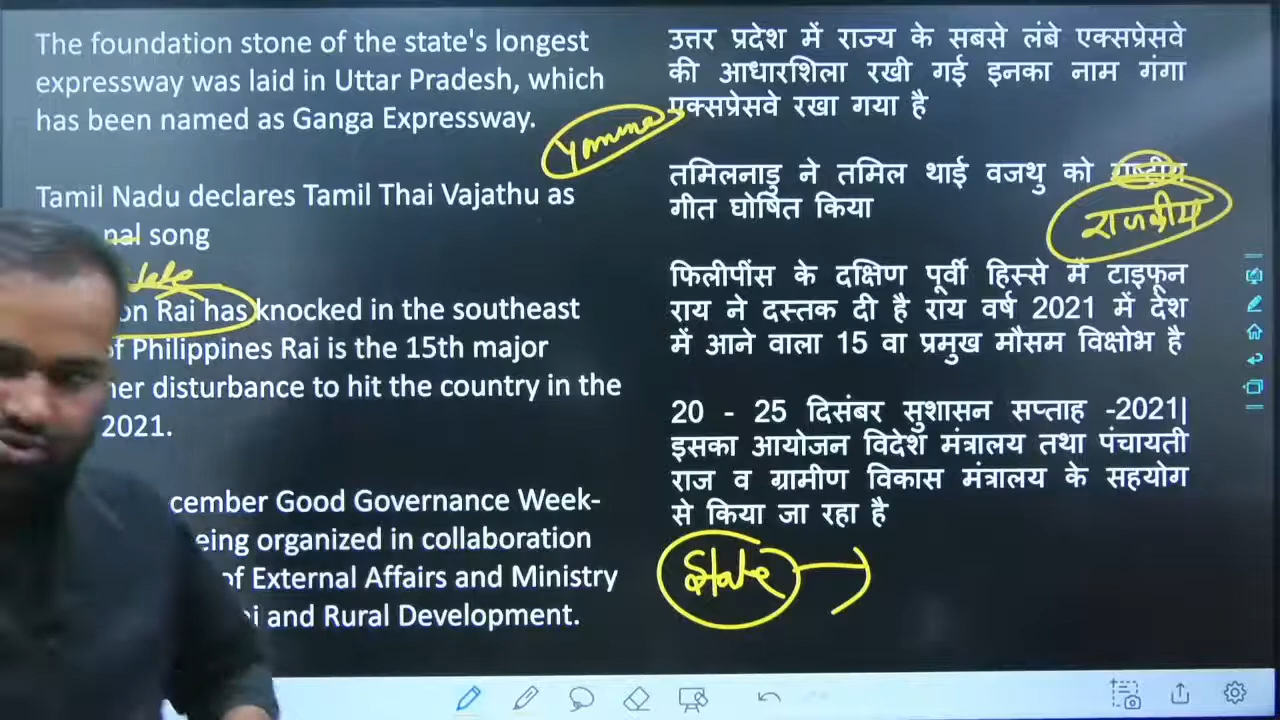 The foundation stone of the state's longest
expressway was laid in Uttar Pradesh, which
has been named as Ganga Expressway.
Tamil Nadu declares Tamil Thai Vajathu as
nal song
State
on Rai has knocked in the southeast
of Philippines Rai is the 15th major
her disturbance to hit the country in the
2021.
cember Good Governance Week-
eing organized in collaboration
of External Affairs and Ministry
i and Rural Development.
उत्तर प्रदेश में राज्य के सबसे लंबे एक्सप्रेसवे
की आधारशिला रखी गई इनका नाम गंगा
एक्सप्रेसवे रखा गया है
Yamuna
तमिलनाडु ने तमिल थाई वजथु को राष्ट्रीय
गीत घोषित किया
राजकीय
फिलीपींस के दक्षिण पूर्वी हिस्से में टाइफून
राय ने दस्तक दी है राय वर्ष 2021 में देश
में आने वाला 15 वा प्रमुख मौसम विक्षोभ है
20 - 25 दिसंबर सुशासन सप्ताह -2021|
इसका आयोजन विदेश मंत्रालय तथा पंचायती
राज व ग्रामीण विकास मंत्रालय के सहयोग
से किया जा रहा है
State